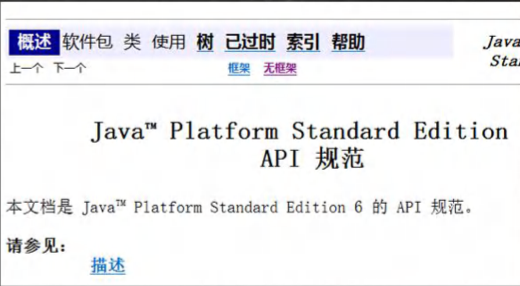 概述 软件包 类 使用 树 已过时 索引 帮助
上一个 下一个 框架 无框架
Java
Sta
Java™ Platform Standard Edition
API 规范
本文档是 Java™ Platform Standard Edition 6 的 API 规范。
请参见：
描述